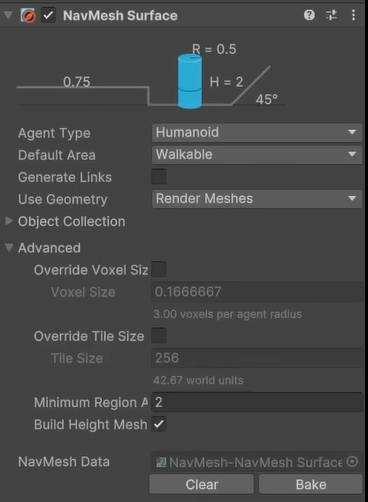 NavMesh Surface
R = 0.5
0.75
H = 2
45°
Agent Type Humanoid
Default Area Walkable
Generate Links
Use Geometry Render Meshes
Object Collection
Advanced
Override Voxel Siz
Voxel Size 0.1666667
3.00 voxels per agent radius
Override Tile Size
Tile Size 256
42.67 world units
Minimum Region A 2
Build Height Mesh
NavMesh Data NavMesh-NavMesh Surface
Clear Bake